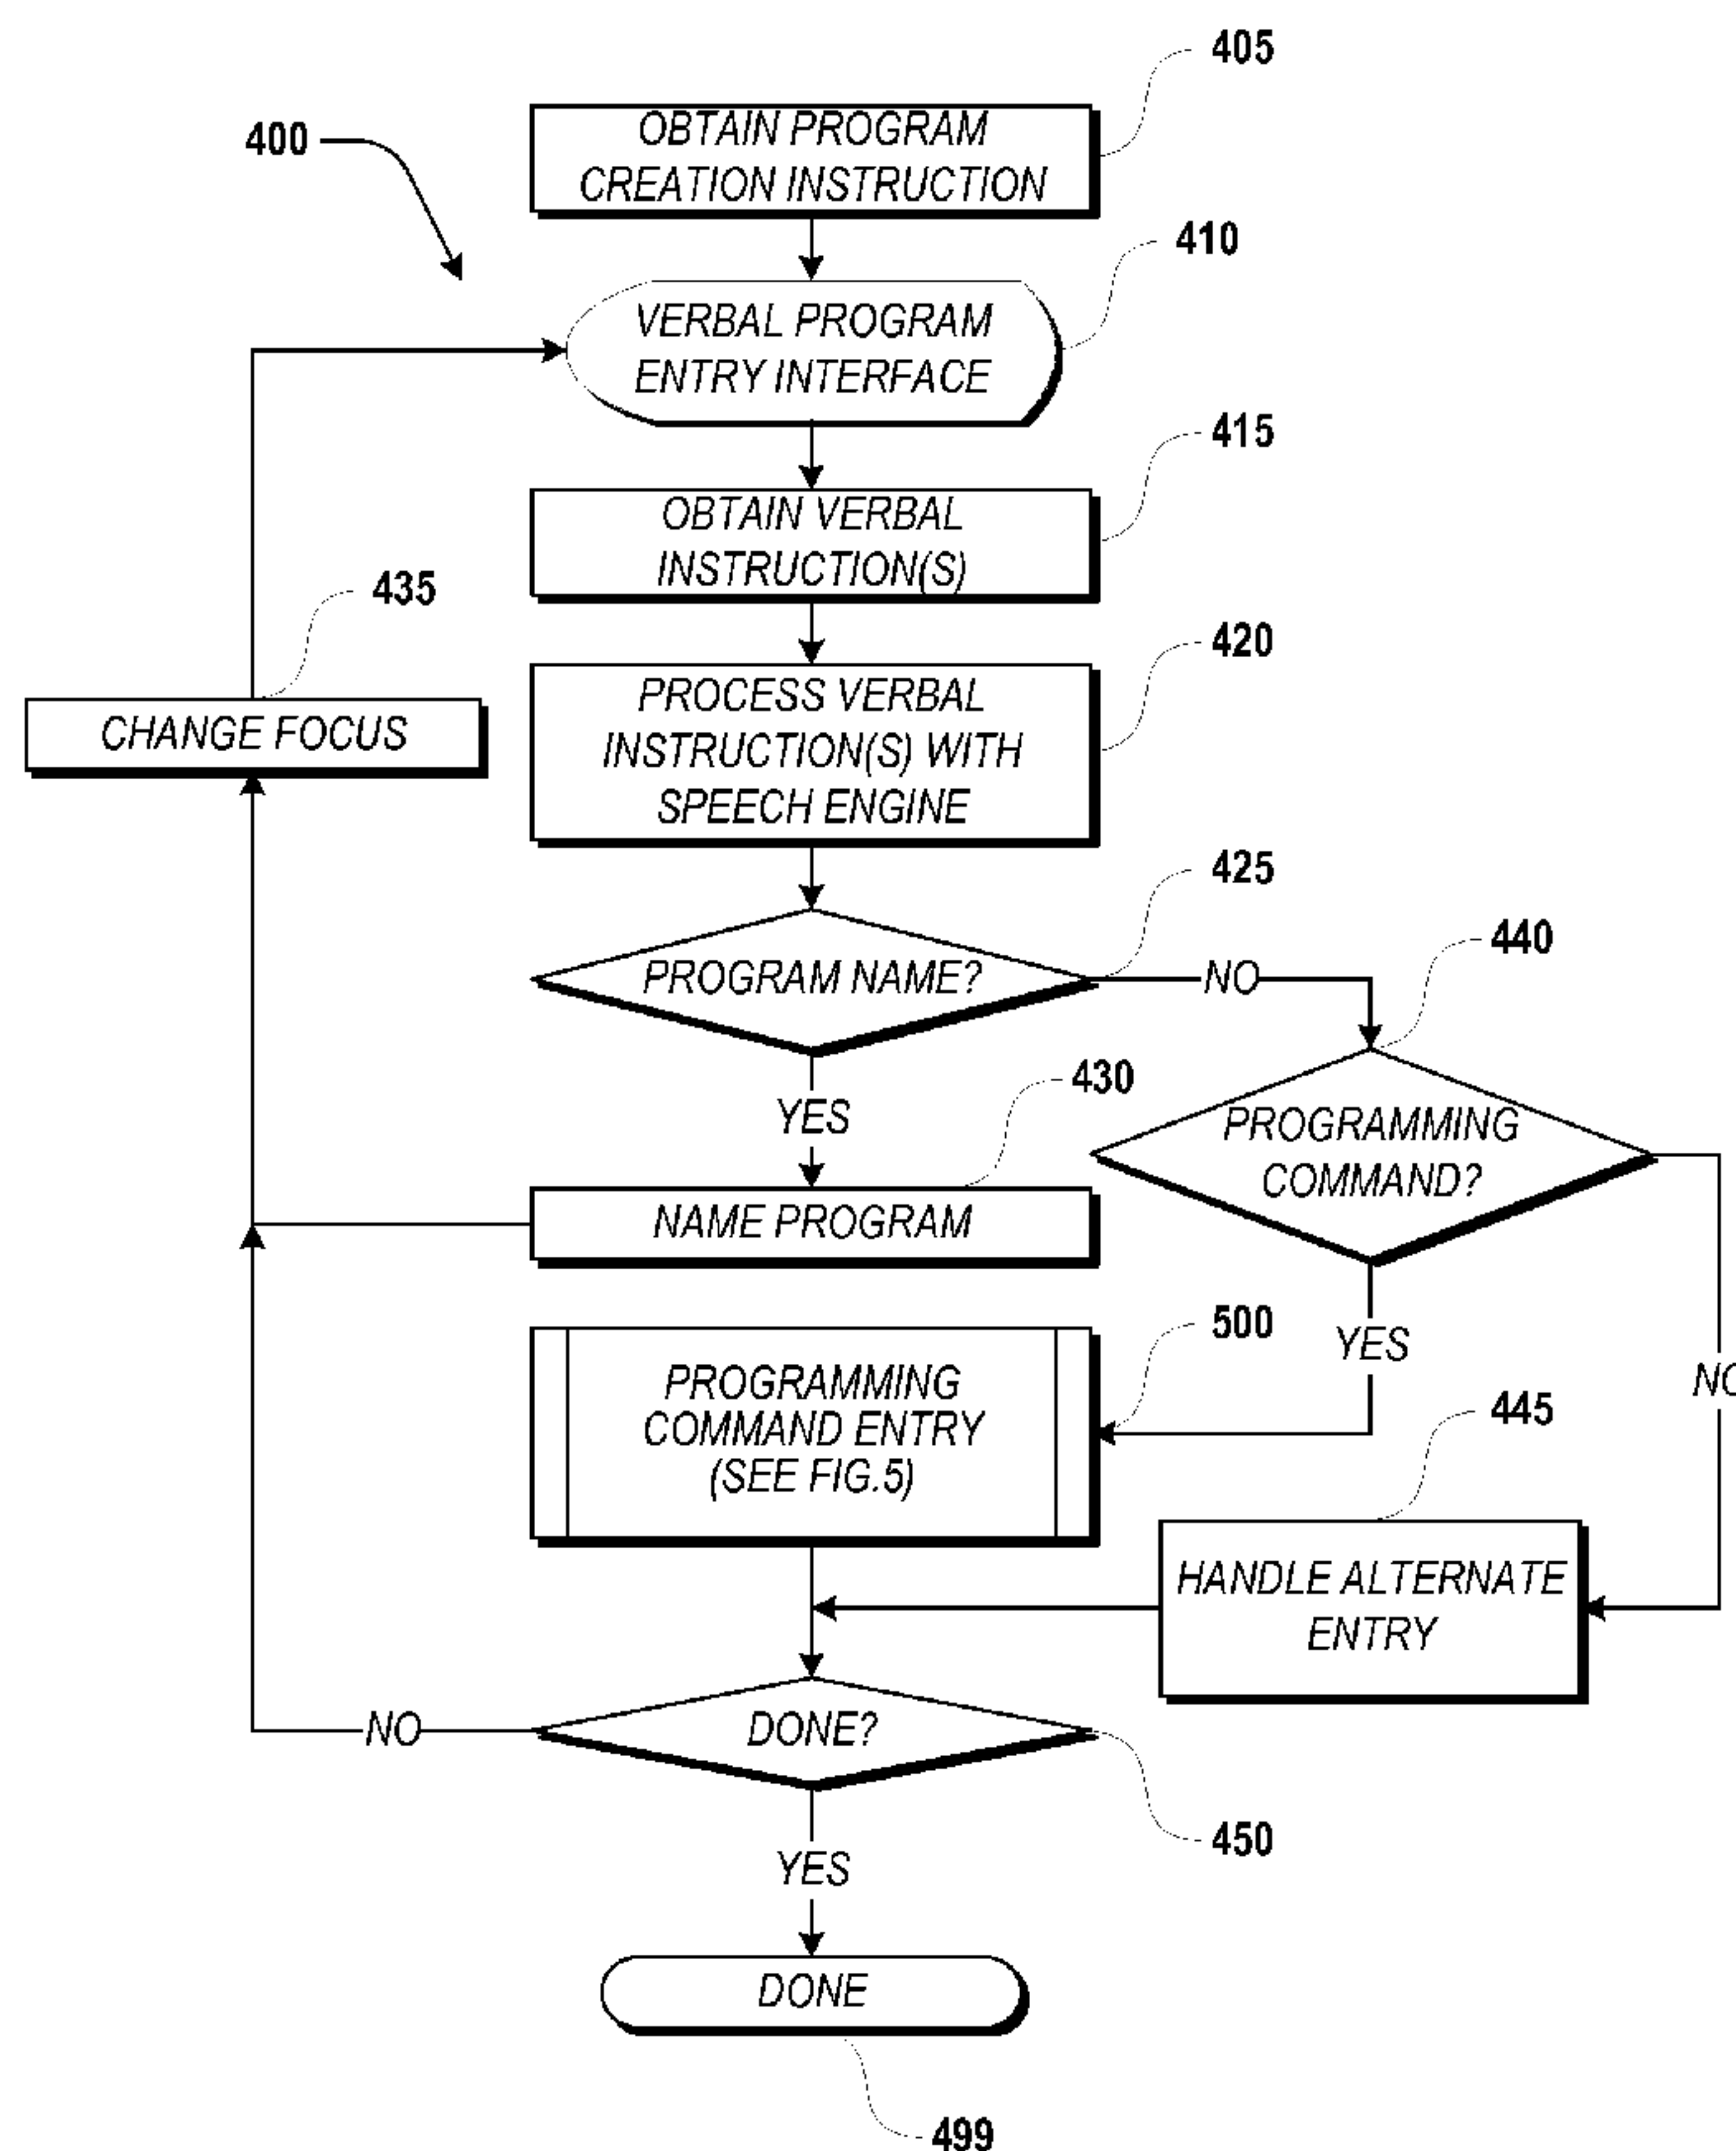 405
400
OBTAIN PROGRAM
CREATION INSTRUCTION
410
VERBAL PROGRAM
ENTRY INTERFACE
415
OBTAIN VERBAL
INSTRUCTION(S)
435
420
CHANGE FOCUS
PROCESS VERBAL
INSTRUCTION(S) WITH
SPEECH ENGINE
425
440
PROGRAM NAME?
NO
430
YES
PROGRAMMING
COMMAND?
NAME PROGRAM
500
YES
NO
PROGRAMMING
COMMAND ENTRY
(SEE FIG.5)
445
HANDLE ALTERNATE
ENTRY
NO
DONE?
450
YES
DONE
499